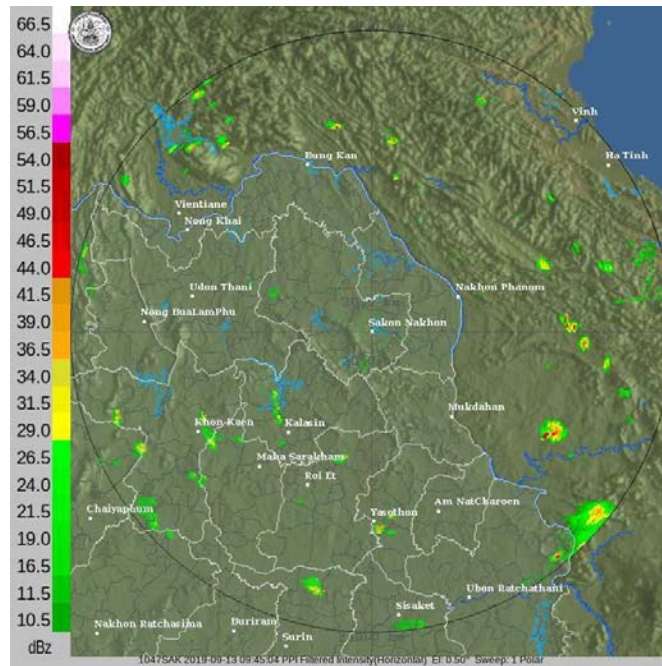 66.5
64.0
61.5
59.0
56.5
54.0
51.5
49.0
46.5
44.0
41.5
39.0
36.5
34.0
31.5
29.0
26.5
24.0
21.5
19.0
16.5
14.0
11.5
10.5
dBz
Vinh
Ha Tinh
Bung Kan
Vientiane
Nong Khai
Udon Thani
Nong BuaLamPhu
Nakhon Phanom
Sakon Nakhon
Mukdahan
Khon Kaen
Kalasin
Maha Sarakham
Roi Et
Chaiyaphum
Yasothon
Am NatCharoen
Ubon Ratchathani
Sisaket
Nakhon Ratchasima
Buriram
Surin
1047SAK 2019-09-13 09:45:04 PPI Filtered Intensity(Horizontal) El: 0.50° Sweep: 1 Polar